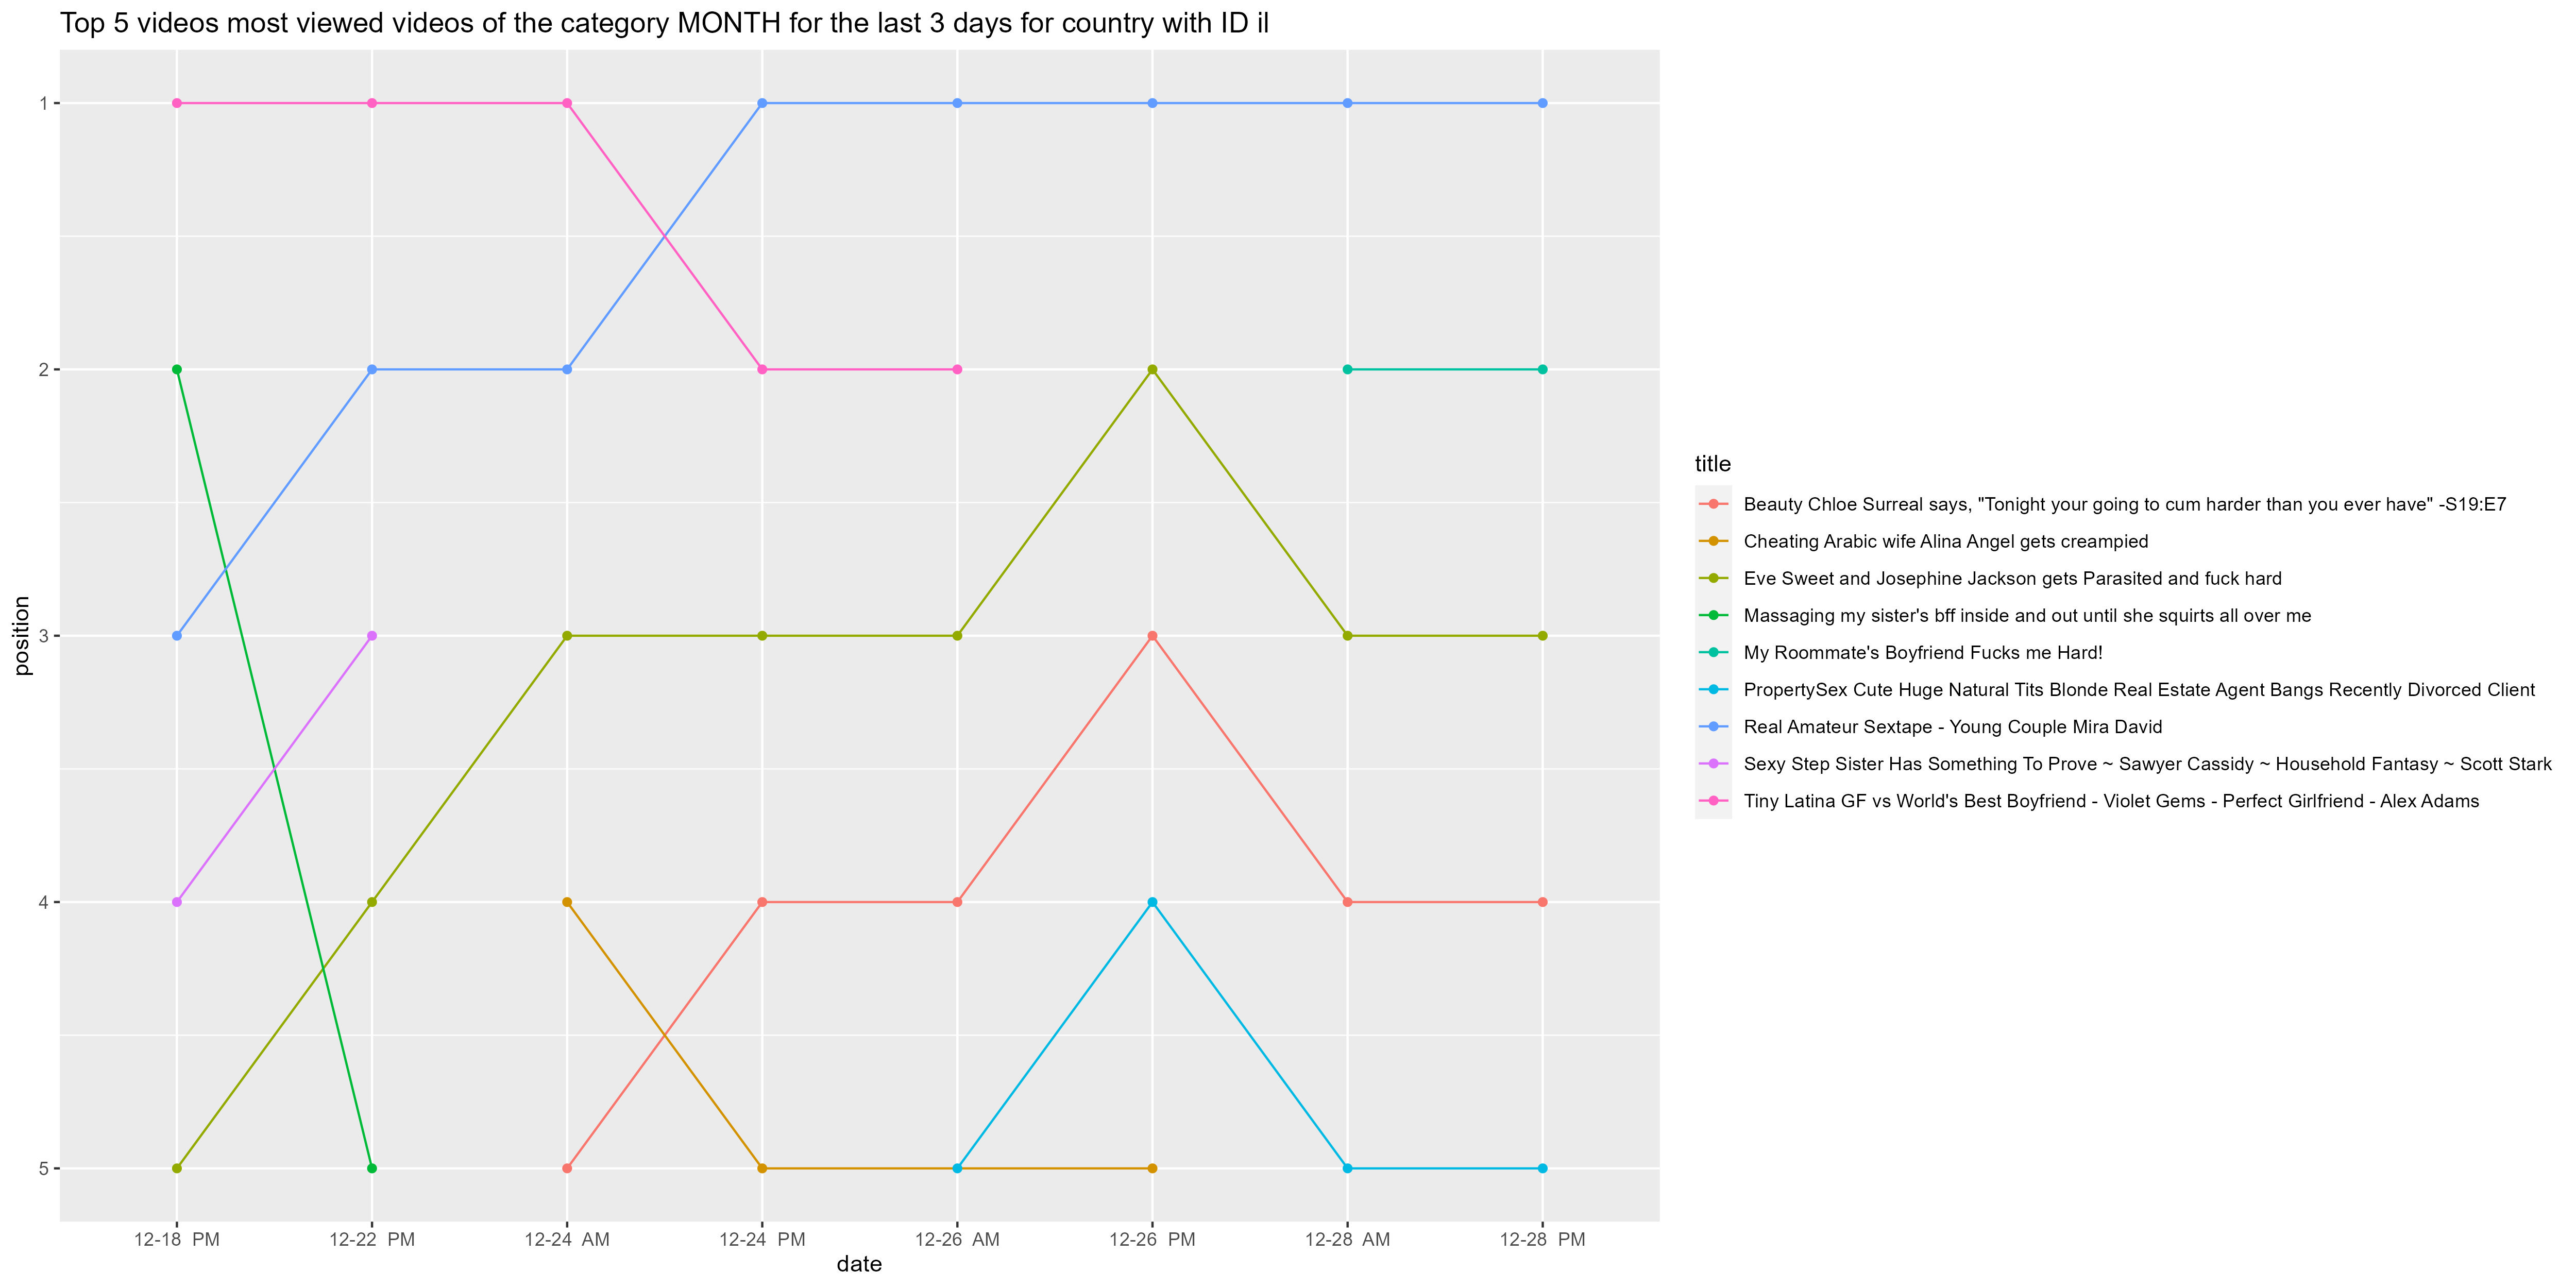 Top 5 videos most viewed videos of the category MONTH for the last 3 days for country with ID il
position
1
2
3
4
5
12-18 PM
12-22 PM
12-24 AM
12-24 PM
12-26 AM
12-26 PM
12-28 AM
12-28 PM
date
title
Beauty Chloe Surreal says, "Tonight your going to cum harder than you ever have" -S19:E7
Cheating Arabic wife Alina Angel gets creampied
Eve Sweet and Josephine Jackson gets Parasited and fuck hard
Massaging my sister's bff inside and out until she squirts all over me
My Roommate's Boyfriend Fucks me Hard!
PropertySex Cute Huge Natural Tits Blonde Real Estate Agent Bangs Recently Divorced Client
Real Amateur Sextape - Young Couple Mira David
Sexy Step Sister Has Something To Prove ~ Sawyer Cassidy ~ Household Fantasy ~ Scott Stark
Tiny Latina GF vs World's Best Boyfriend - Violet Gems - Perfect Girlfriend - Alex Adams